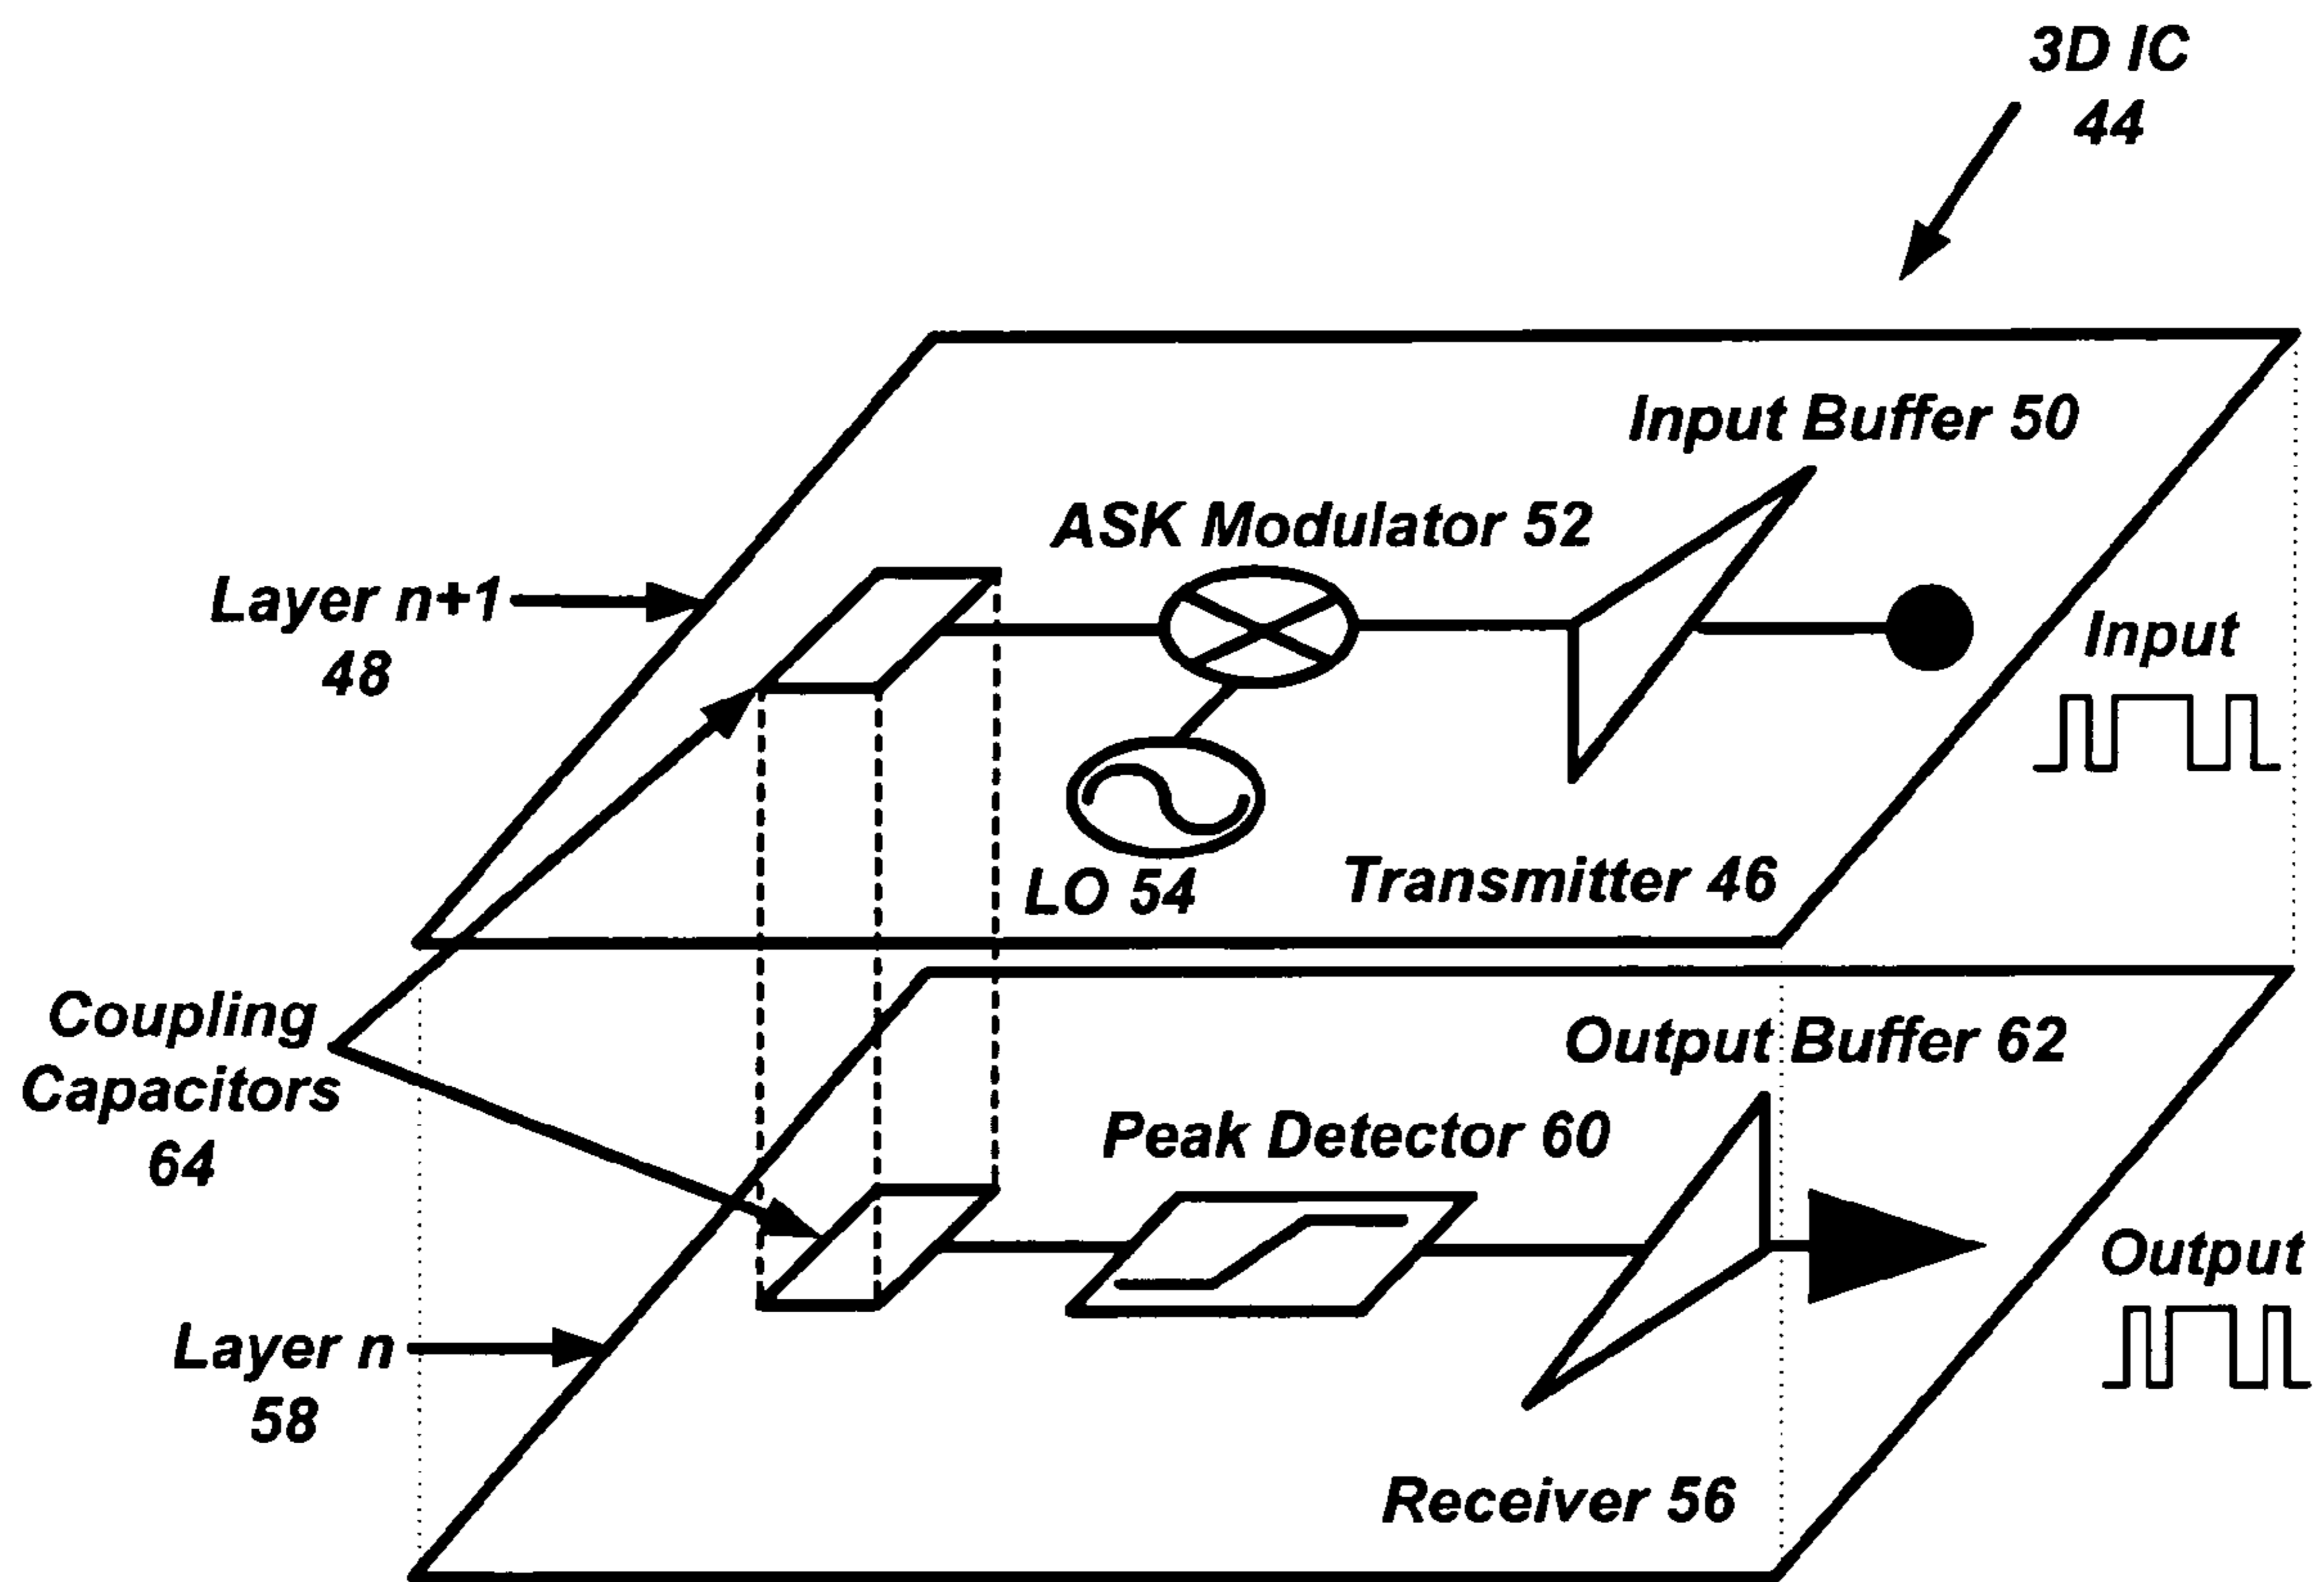 3D IC
44
Input Buffer 50
ASK Modulator 52
Layer n+1
48
Input
LO 54
Transmitter 46
Coupling
Capacitors
64
Output Buffer 62
Peak Detector 60
Output
Layer n
58
Receiver 56